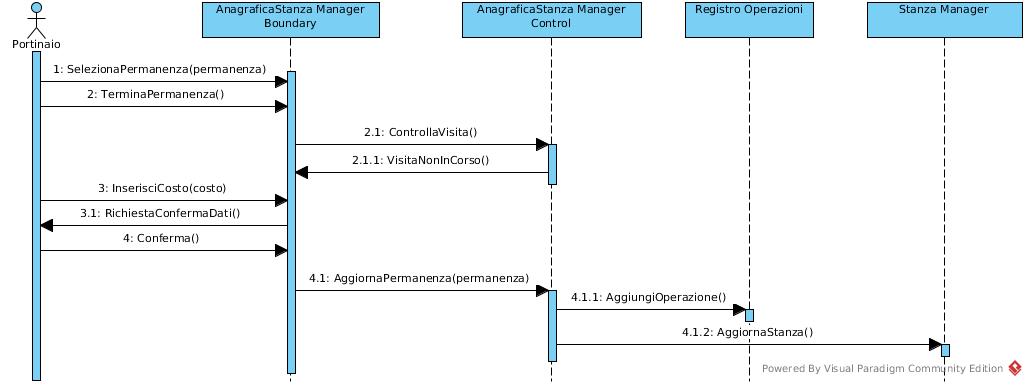 AnagraficaStanza Manager
Boundary
AnagraficaStanza Manager
Control
Registro Operazioni
Stanza Manager
Portinaio
1: SelezionaPermanenza(permanenza)
2: TerminaPermanenza()
2.1: ControllaVisita()
2.1.1: VisitaNonInCorso()
3: InserisciCosto(costo)
3.1: RichiestaConfermaDati()
4: Conferma()
4.1: AggiornaPermanenza(permanenza)
4.1.1: AggiungiOperazione()
4.1.2: AggiornaStanza()
Powered By Visual Paradigm Community Edition